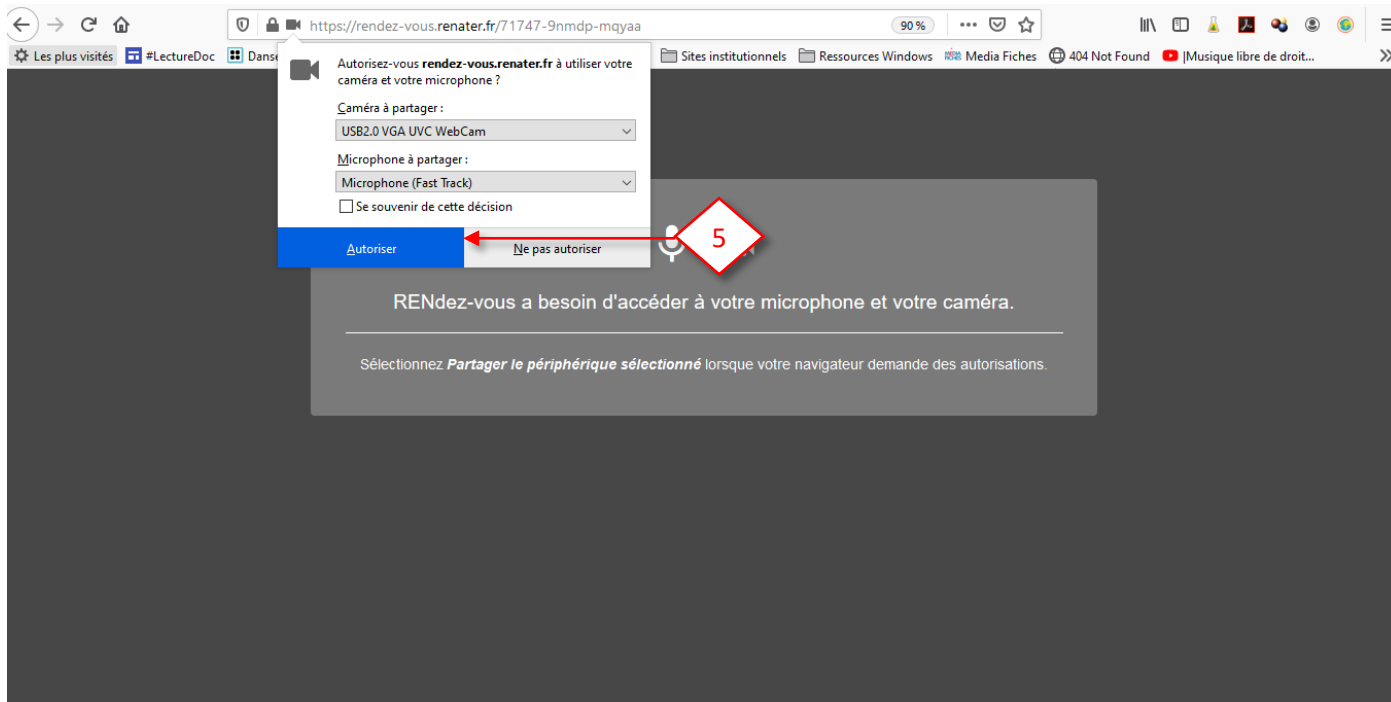 https://rendez-vous.renater.fr/71747-9nmdp-mqyaa
90 %
Les plus visités
#LectureDoc
Danse
Sites institutionnels
Ressources Windows
Media Fiches
404 Not Found
|Musique libre de droit...
Autorisez-vous rendez-vous.renater.fr à utiliser votre
caméra et votre microphone ?
Caméra à partager :
USB2.0 VGA UVC WebCam
Microphone à partager :
Microphone (Fast Track)
Se souvenir de cette décision
Autoriser
Ne pas autoriser
5
RENdez-vous a besoin d'accéder à votre microphone et votre caméra.
Sélectionnez Partager le périphérique sélectionné lorsque votre navigateur demande des autorisations.